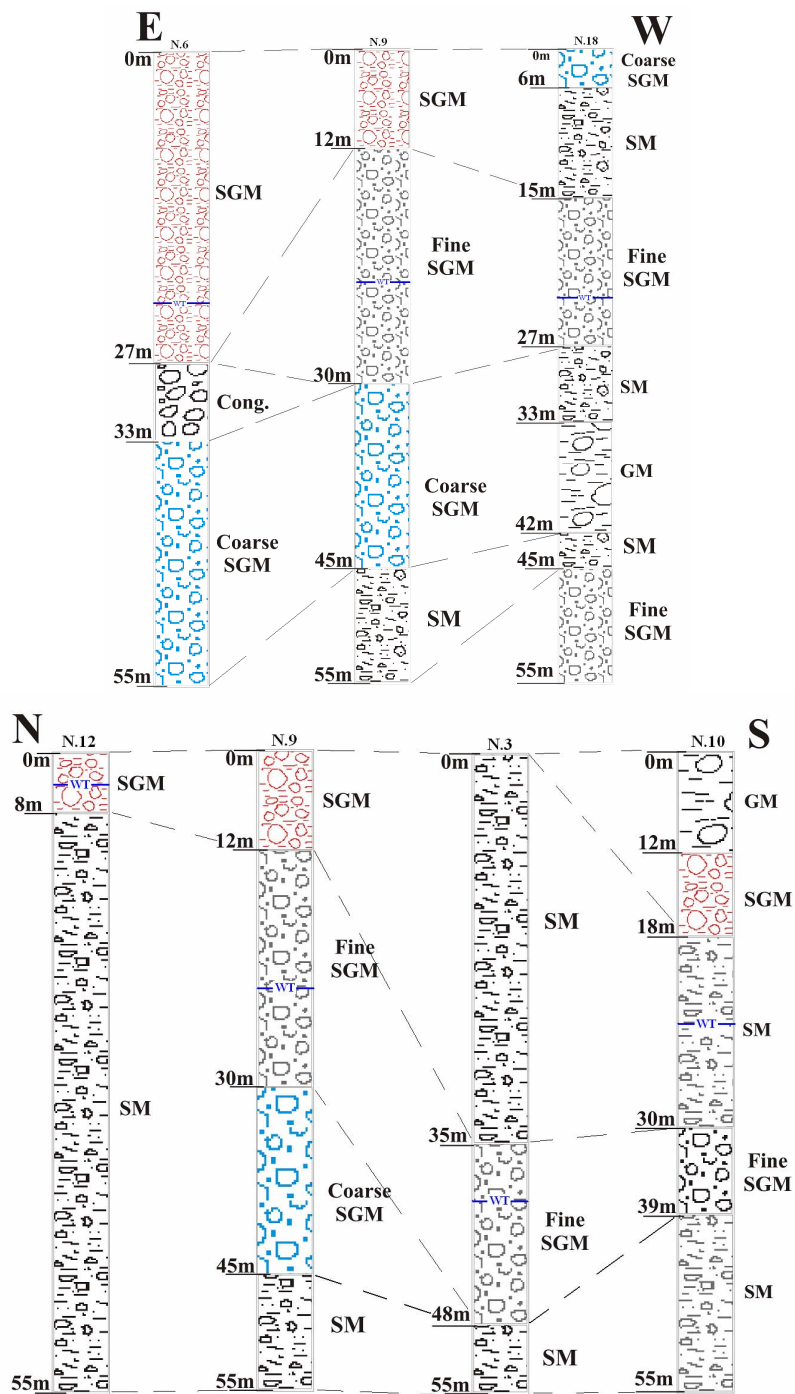 E
W
N.6
N.9
N.18
0m
0m
0m
Coarse
SGM
6m
SGM
SM
12m
15m
SGM
Fine
SGM
Fine
SGM
WT
WT
WT
27m
30m
27m
Cong.
SM
33m
33m
Coarse
SGM
GM
Coarse
SGM
42m
SM
45m
45m
SM
Fine
SGM
55m
55m
55m
N
S
N.12
N.9
N.3
N.10
0m
0m
0m
0m
SGM
WT
SGM
GM
8m
12m
12m
SGM
SM
18m
Fine
SGM
WT
WT
SM
30m
SM
35m
30m
Fine
SGM
Coarse
SGM
WT
39m
Fine
SGM
45m
48m
SM
SM
SM
55m
55m
55m
55m